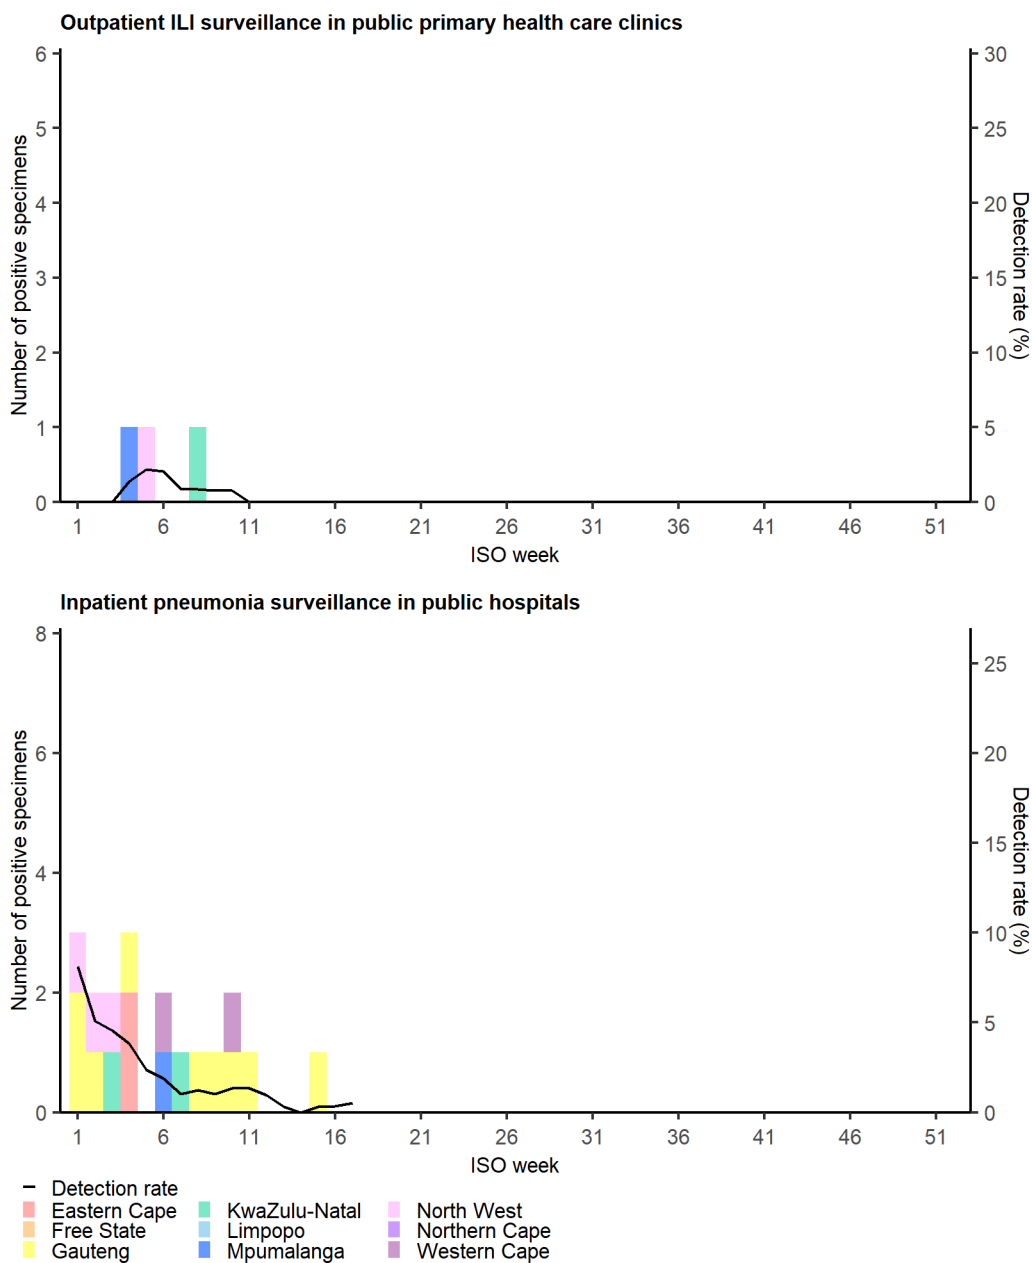 Outpatient ILI surveillance in public primary health care clinics
6
5
4
3
2
1
0
Number of positive specimens
30
25
20
15
10
5
0
Detection rate (%)
1 6 11 16 21 26 31 36 41 46 51
ISO week
Inpatient pneumonia surveillance in public hospitals
8
6
4
2
0
Number of positive specimens
25
20
15
10
5
0
Detection rate (%)
1 6 11 16 21 26 31 36 41 46 51
ISO week
Detection rate
Eastern Cape KwaZulu-Natal North West
Free State Limpopo Northern Cape
Gauteng Mpumalanga Western Cape